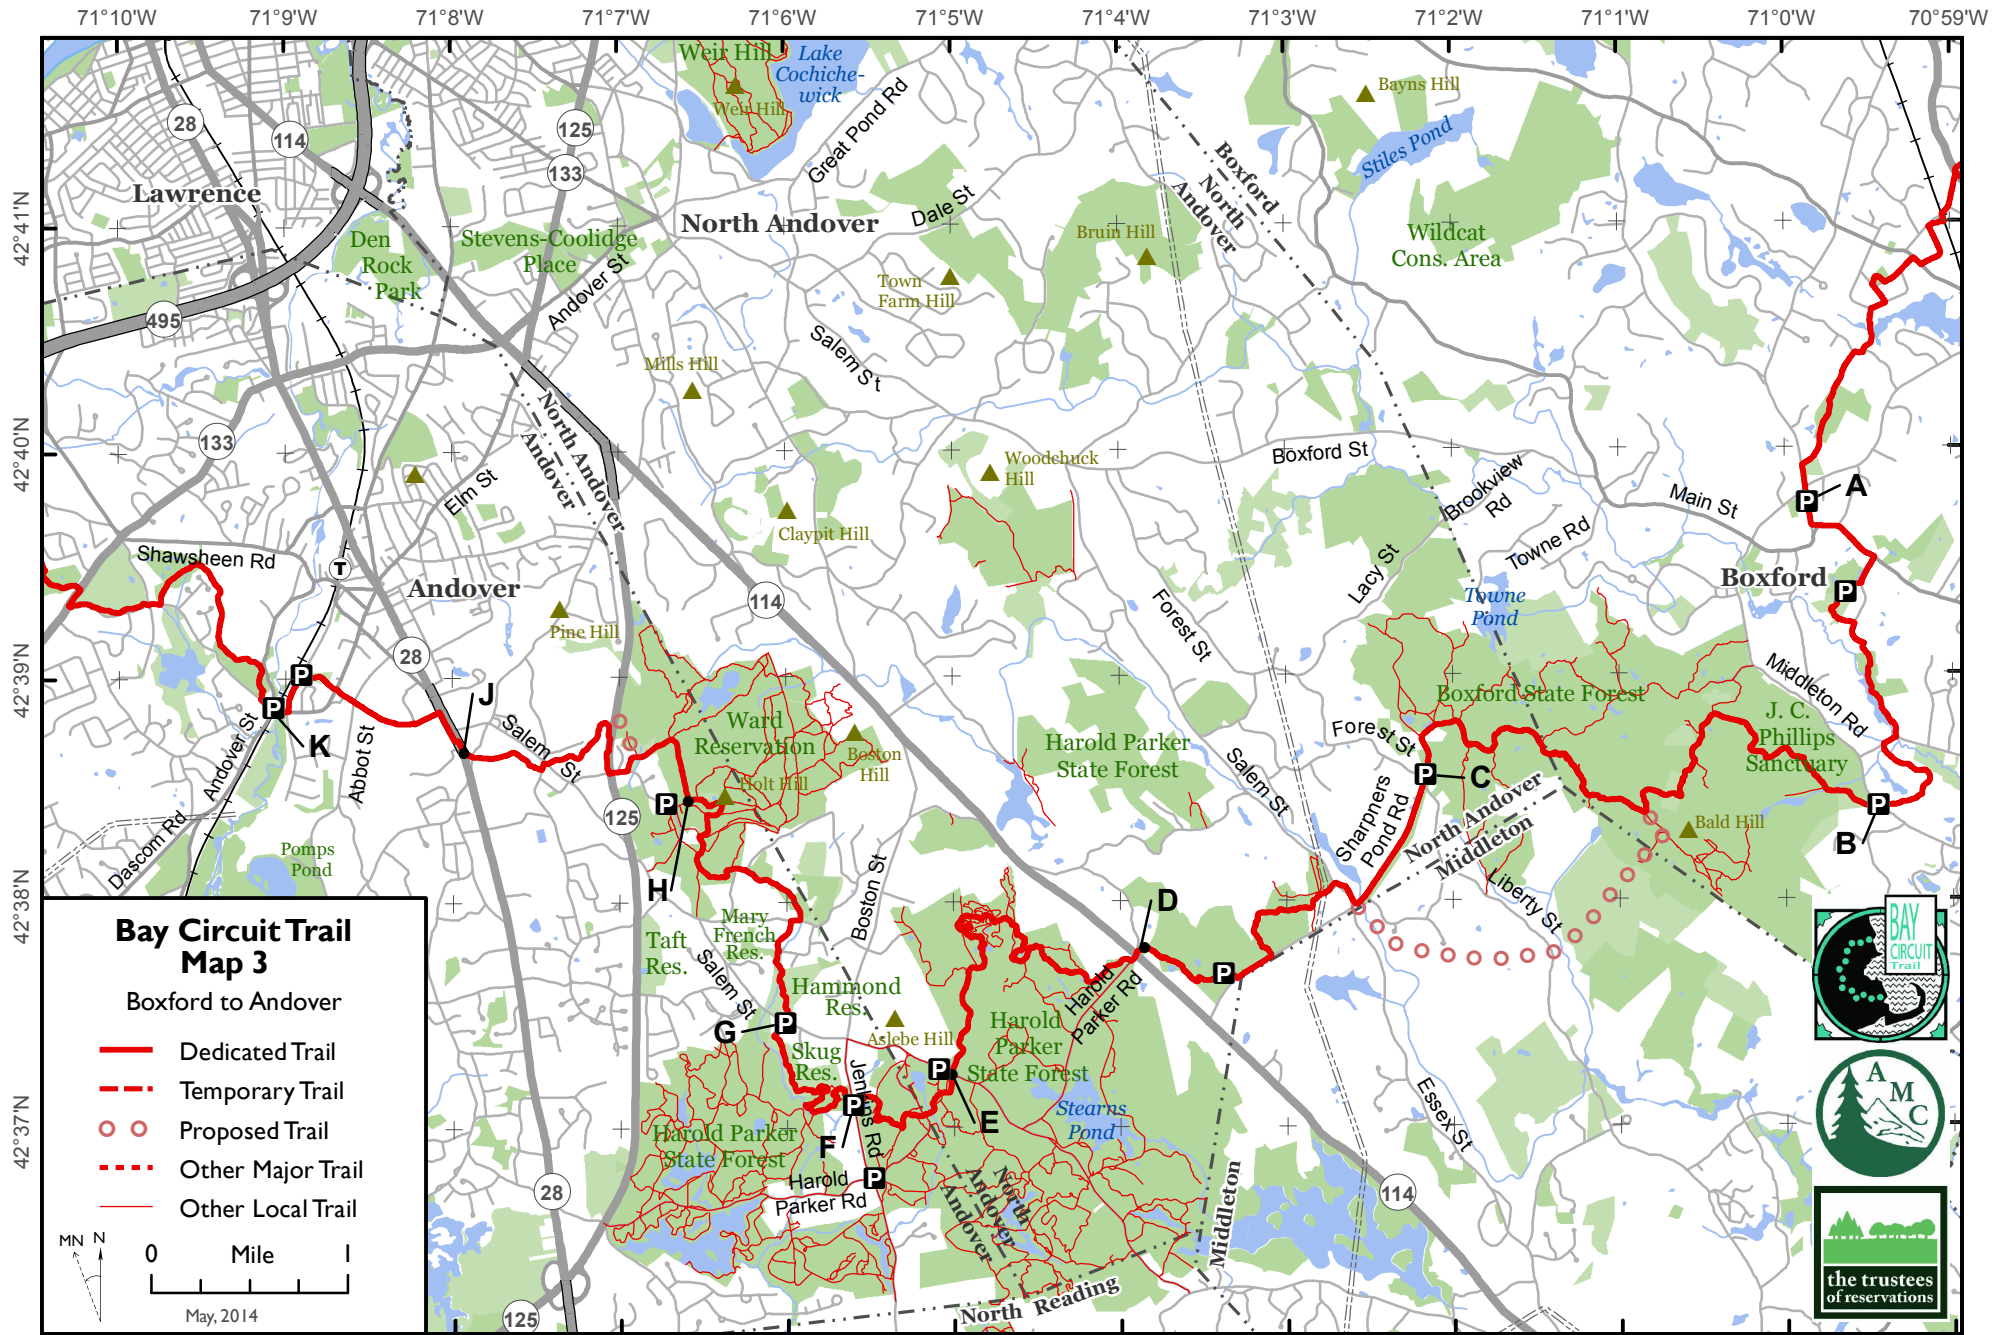 71°10'W 71°9'W 71°8'W 71°7'W 71°6'W 71°5'W 71°4'W 71°3'W 71°2'W 71°1'W 71°0'W 70°59'W
42°41'N
42°40'N
42°39'N
42°38'N
42°37'N
Weir Hill
Weir Hill
Lake
Cochiche-
wick
Great Pond Rd
Bayns Hill
Stiles Pond
28
114
125
133
Lawrence
North Andover
Dale St
Boxford
North
Andover
Bruin Hill
Wildcat
Cons. Area
Den
Rock
Park
Stevens-Coolidge
Place
Andover St
Town
Farm Hill
495
Salem St
Mills Hill
133
North Andover
Andover
Elm St
Woodchuck
Hill
Boxford St
Brookview
Rd
Main St
A
Claypit Hill
Towne Rd
Shawsheen Rd
T
Andover
114
Lacy St
Towne
Pond
Boxford
P
P
Pine Hill
Forest St
28
P
P
J
K
Salem St
Andover St
Abbot St
Dascom Rd
Pomps
Pond
Ward
Reservation
Boston
Hill
Holt Hill
P
125
H
Harold Parker
State Forest
Salem St
Forest St
Boxford State Forest
Middleton Rd
J. C.
Phillips
Sanctuary
P
C
Sharpners
Pond Rd
North Andover
Middleton
Bald Hill
P
B
Liberty St
Mary
French
Res.
Taft
Res.
Salem St
Boston St
D
P
Hammond
Res.
Harold
Parker Rd
G
P
Aslebe Hill
Skug
Res.
Harold
Parker
State Forest
P
E
Jenkins Rd
P
F
Stearns
Pond
Essex St
Harold Parker
State Forest
Harold
Parker Rd
P
North
Andover
Andover
Middleton
North Reading
114
28
125
Bay Circuit Trail
Map 3
Boxford to Andover
Dedicated Trail
Temporary Trail
Proposed Trail
Other Major Trail
Other Local Trail
MN N
0 Mile 1
May, 2014
BAY
CIRCUIT
Trail
AMC
the trustees
of reservations